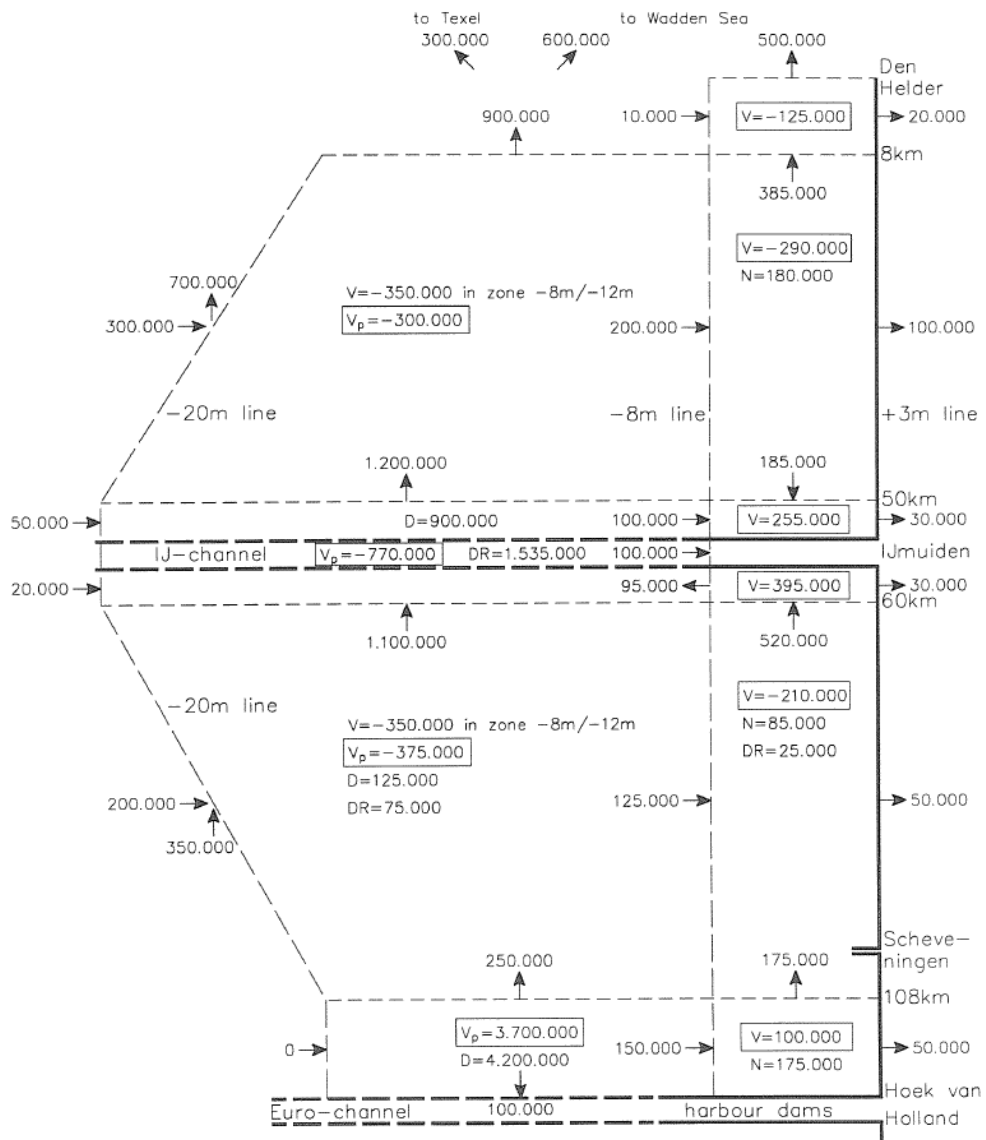 to Texel to Wadden Sea
300.000 600.000 500.000
Den
Helder
900.000 10.000 V=-125.000 20.000
8km
385.000
V=-290.000
N=180.000
700.000
V=-350.000 in zone -8m/-12m
300.000 Vp=-300.000 200.000 100.000
-20m line -8m line +3m line
1.200.000 185.000
50km
50.000 D=900.000 100.000 V=255.000 30.000
IJ-channel Vp=-770.000 DR=1.535.000 100.000 IJmuiden
20.000 95.000 V=395.000 30.000
60km
1.100.000 520.000
-20m line V=-210.000
V=-350.000 in zone -8m/-12m N=85.000
Vp=-375.000 DR=25.000
D=125.000
200.000 DR=75.000 125.000 50.000
350.000
Scheve-
ningen
250.000 175.000
108km
Vp=3.700.000 V=100.000
0 D=4.200.000 150.000 N=175.000 50.000
Hoek van
Euro-channel 100.000 harbour dams Holland